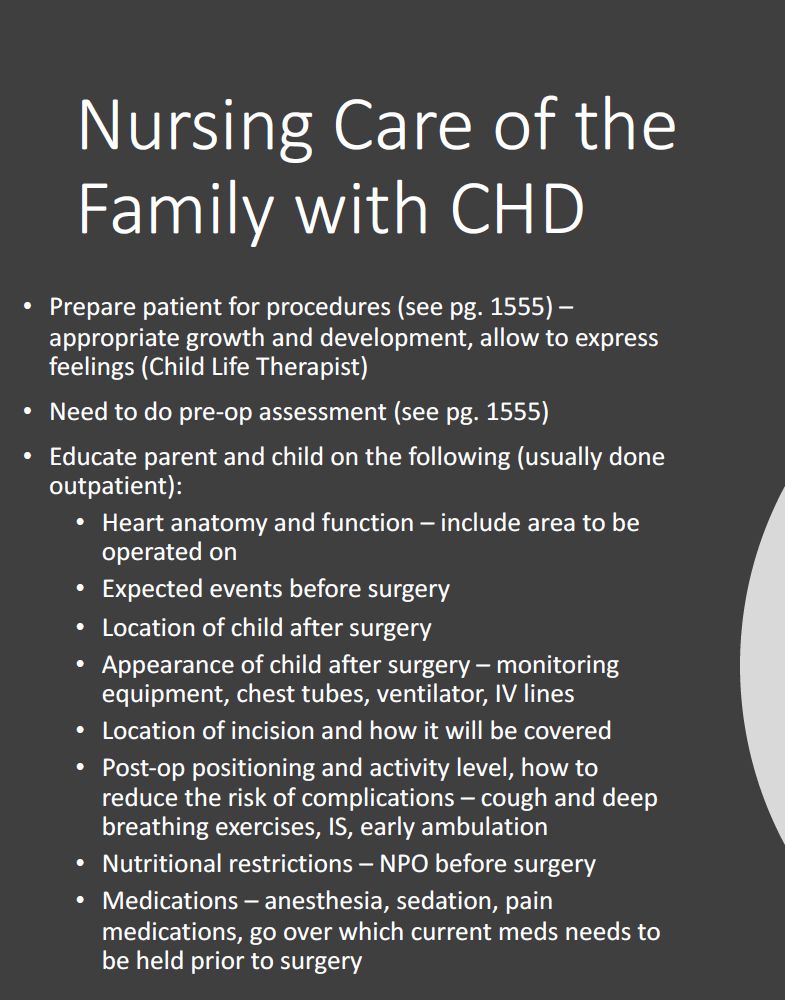 Nursing Care of the
Family with CHD
• Prepare patient for procedures (see pg. 1555) –
appropriate growth and development, allow to express
feelings (Child Life Therapist)
• Need to do pre-op assessment (see pg. 1555)
• Educate parent and child on the following (usually done
outpatient):
• Heart anatomy and function – include area to be
operated on
• Expected events before surgery
• Location of child after surgery
• Appearance of child after surgery – monitoring
equipment, chest tubes, ventilator, IV lines
• Location of incision and how it will be covered
• Post-op positioning and activity level, how to
reduce the risk of complications – cough and deep
breathing exercises, IS, early ambulation
• Nutritional restrictions – NPO before surgery
• Medications – anesthesia, sedation, pain
medications, go over which current meds needs to
be held prior to surgery